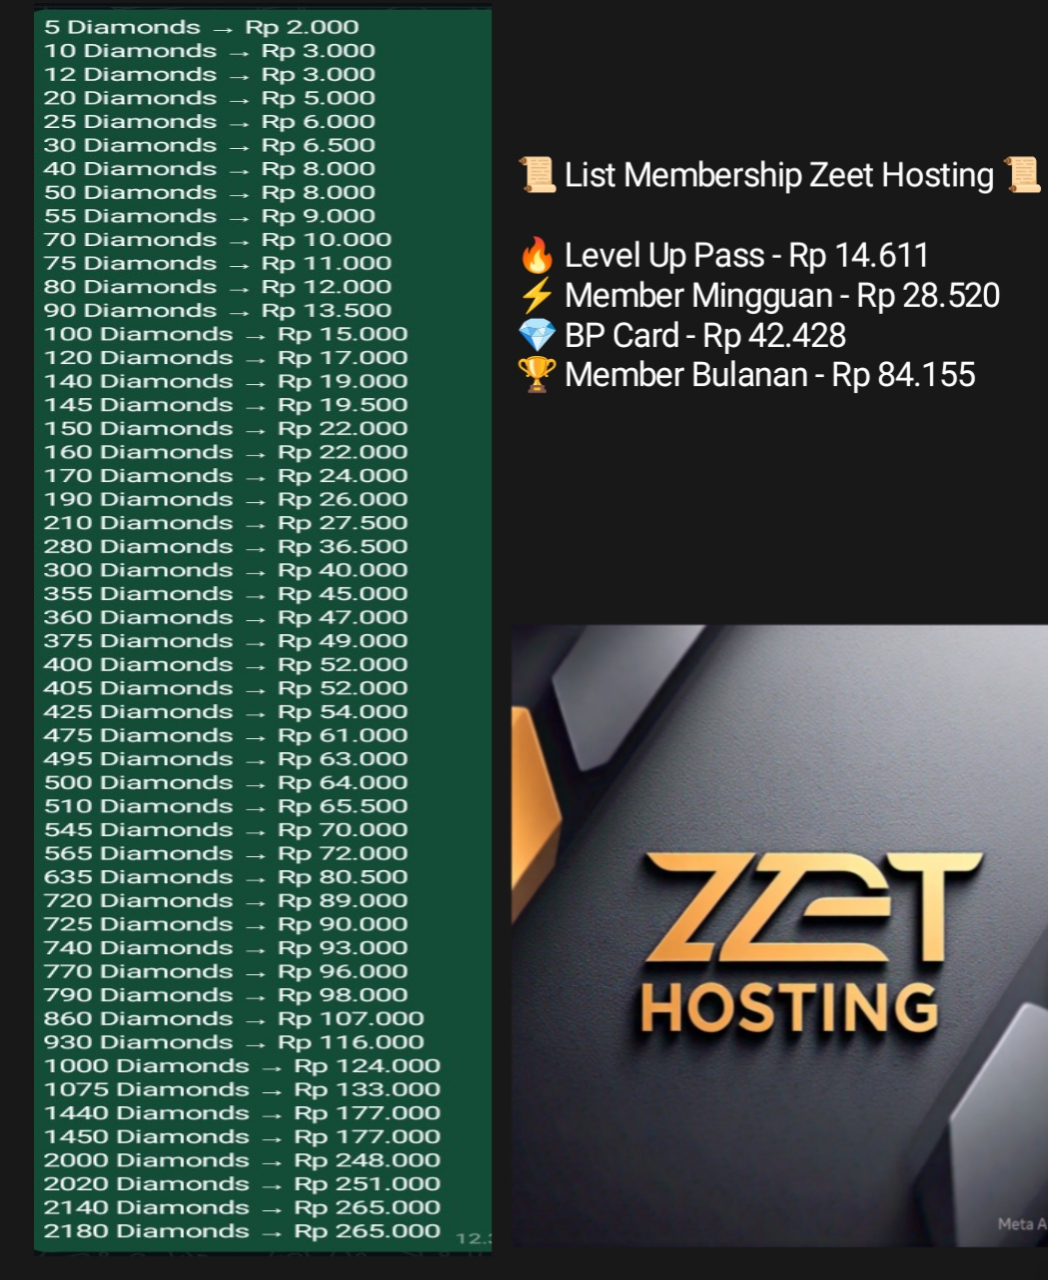 5 Diamonds → Rp 2.000
10 Diamonds → Rp 3.000
12 Diamonds → Rp 3.000
20 Diamonds → Rp 5.000
25 Diamonds → Rp 6.000
30 Diamonds → Rp 6.500
40 Diamonds → Rp 8.000
50 Diamonds → Rp 8.000
55 Diamonds → Rp 9.000
70 Diamonds → Rp 10.000
75 Diamonds → Rp 11.000
80 Diamonds → Rp 12.000
90 Diamonds → Rp 13.500
100 Diamonds → Rp 15.000
120 Diamonds → Rp 17.000
140 Diamonds → Rp 19.000
145 Diamonds → Rp 19.500
150 Diamonds → Rp 22.000
160 Diamonds → Rp 22.000
170 Diamonds → Rp 24.000
190 Diamonds → Rp 26.000
210 Diamonds → Rp 27.500
280 Diamonds → Rp 36.500
300 Diamonds → Rp 40.000
355 Diamonds → Rp 45.000
360 Diamonds → Rp 47.000
375 Diamonds → Rp 49.000
400 Diamonds → Rp 52.000
405 Diamonds → Rp 52.000
425 Diamonds → Rp 54.000
475 Diamonds → Rp 61.000
495 Diamonds → Rp 63.000
500 Diamonds → Rp 64.000
510 Diamonds → Rp 65.500
545 Diamonds → Rp 70.000
565 Diamonds → Rp 72.000
635 Diamonds → Rp 80.500
720 Diamonds → Rp 89.000
725 Diamonds → Rp 90.000
740 Diamonds → Rp 93.000
770 Diamonds → Rp 96.000
790 Diamonds → Rp 98.000
860 Diamonds → Rp 107.000
930 Diamonds → Rp 116.000
1000 Diamonds → Rp 124.000
1075 Diamonds → Rp 133.000
1440 Diamonds → Rp 177.000
1450 Diamonds → Rp 177.000
2000 Diamonds → Rp 248.000
2020 Diamonds → Rp 251.000
2140 Diamonds → Rp 265.000
2180 Diamonds → Rp 265.000
📜 List Membership Zeet Hosting 📜
🔥 Level Up Pass - Rp 14.611
⚡ Member Mingguan - Rp 28.520
💎 BP Card - Rp 42.428
🏆 Member Bulanan - Rp 84.155
ZEET
HOSTING
Meta